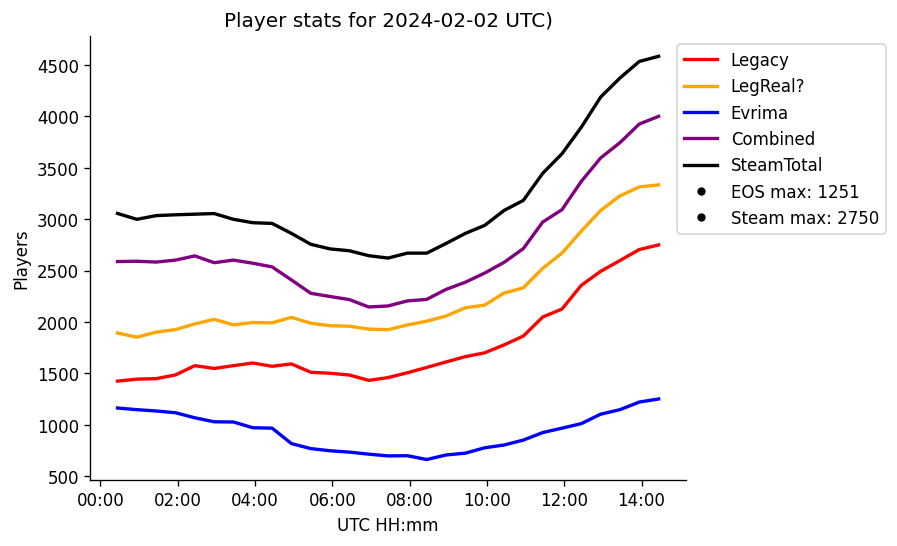 Player stats for 2024-02-02 UTC)
4500
4000
3500
3000
2500
2000
1500
1000
500
Players
00:00 02:00 04:00 06:00 08:00 10:00 12:00 14:00
UTC HH:mm
Legacy
LegReal?
Evrima
Combined
SteamTotal
EOS max: 1251
Steam max: 2750